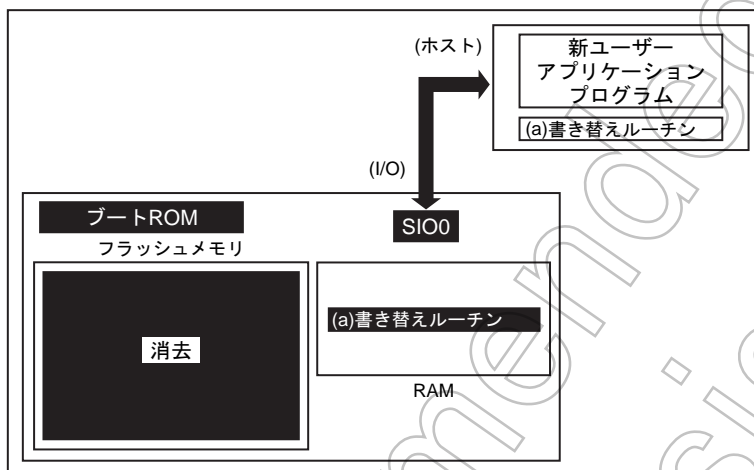 (ホスト)
新ユーザー
アプリケーション
プログラム
(a)書き替えルーチン
(I/O)
ブートROM
SIO0
フラッシュメモリ
消去
(a)書き替えルーチン
RAM